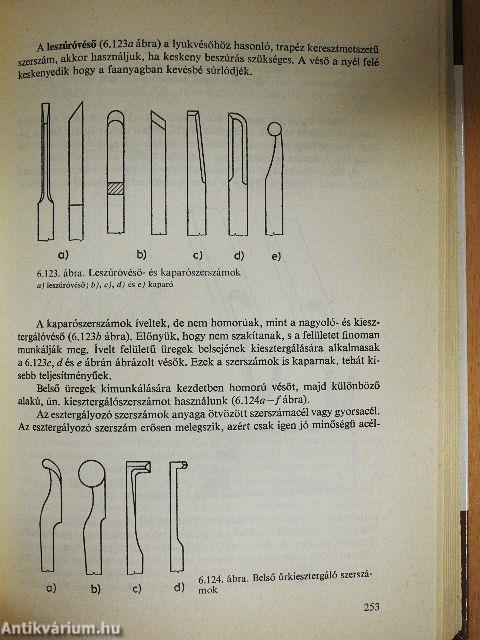 A leszúróvéső (6.123a ábra) a lyukvésőhöz hasonló, trapéz keresztmetszetű
szerszám, akkor használjuk, ha keskeny beszúrás szükséges. A véső a nyél felé
keskenyedik hogy a faanyagban kevésbé súrlódjék.
a) b) c) d) e)
6.123. ábra. Leszúróvéső- és kaparószerszámok
a) leszúróvéső; b), c), d) és e) kaparó
A kaparószerszámok íveltek, de nem homorúak, mint a nagyoló- és kiesz-
tergálóvéső (6.123b ábra). Előnyük, hogy nem szakítanak, s a felületet finoman
munkálják meg. Ívelt felületű üregek belsejének kiesztergálására alkalmasak
a 6.123c, d és e ábrán ábrázolt vésők. Ezek a szerszámok is kaparnak, tehát ki-
sebb teljesítményűek.
Belső üregek kimunkálására kezdetben homorú vésőt, majd különböző
alakú, ún. kiesztergálószerszámot használunk (6.124a—f ábra).
Az esztergályozó szerszámok anyaga ötvözött szerszámacél vagy gyorsacél.
Az esztergályozó szerszám erősen melegszik, azért csak igen jó minőségű acél-
a) b) c) d)
6.124. ábra. Belső űrkiesztergáló szerszá-
mok
253
Antikvárium.hu